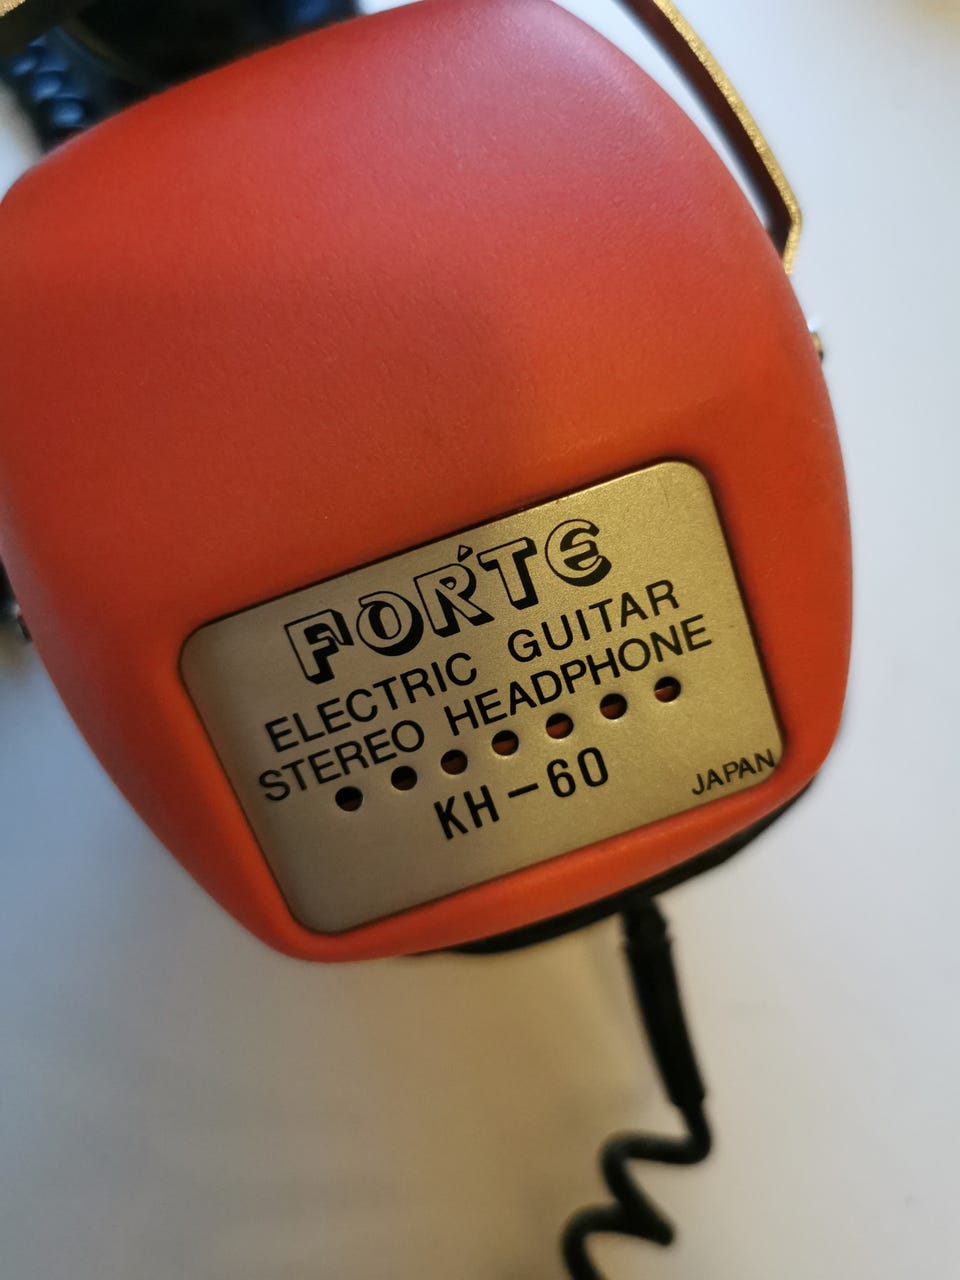 FORTE
ELECTRIC GUITAR
STEREO HEADPHONE
KH-60
JAPAN